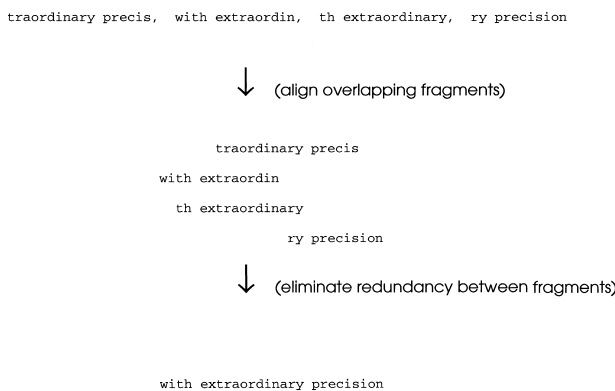 traordinary precis,  with extraordin,  th extraordinary,  ry precision
(align overlapping fragments)
traordinary precis
with extraordin
th extraordinary
ry precision
(eliminate redundancy between fragments)
with extraordinary precision